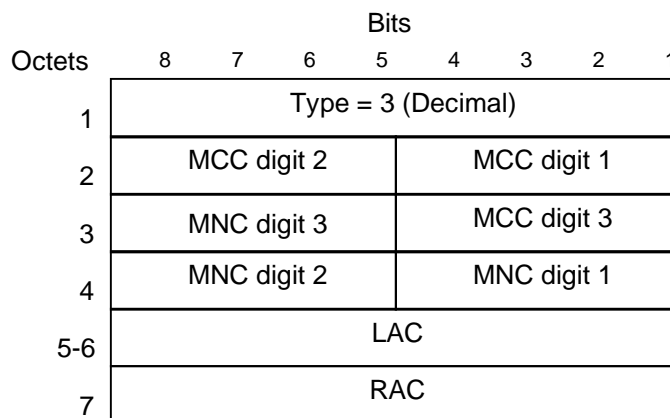 Bits
Octets 8 7 6 5 4 3 2 1
1 Type = 3 (Decimal)
2 MCC digit 2 MCC digit 1
3 MNC digit 3 MCC digit 3
4 MNC digit 2 MNC digit 1
5-6 LAC
7 RAC